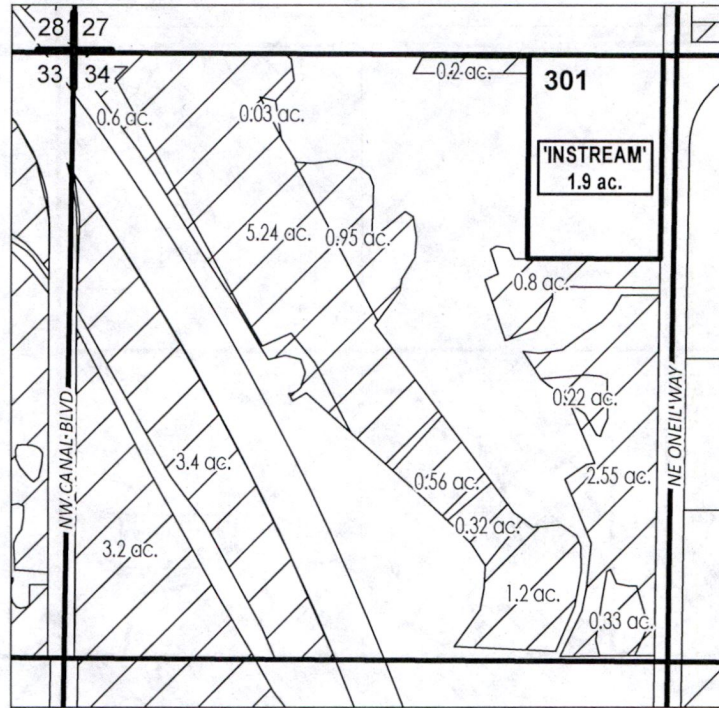 28 27
33 34
0.6 ac.
0.03 ac.
0.2 ac.
301
'INSTREAM'
1.9 ac.
5.24 ac.
0.95 ac.
0.8 ac.
0.22 ac.
NW CANAL BLVD
3.4 ac.
0.56 ac.
2.55 ac.
NE ONEIL WAY
3.2 ac.
0.32 ac.
1.2 ac.
0.33 ac.